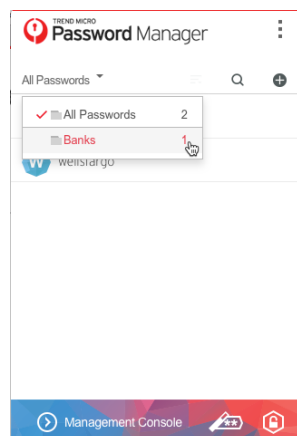 TREND MICRO
Password Manager
All Passwords
All Passwords 2
Banks 1
wellsfargo
Management Console